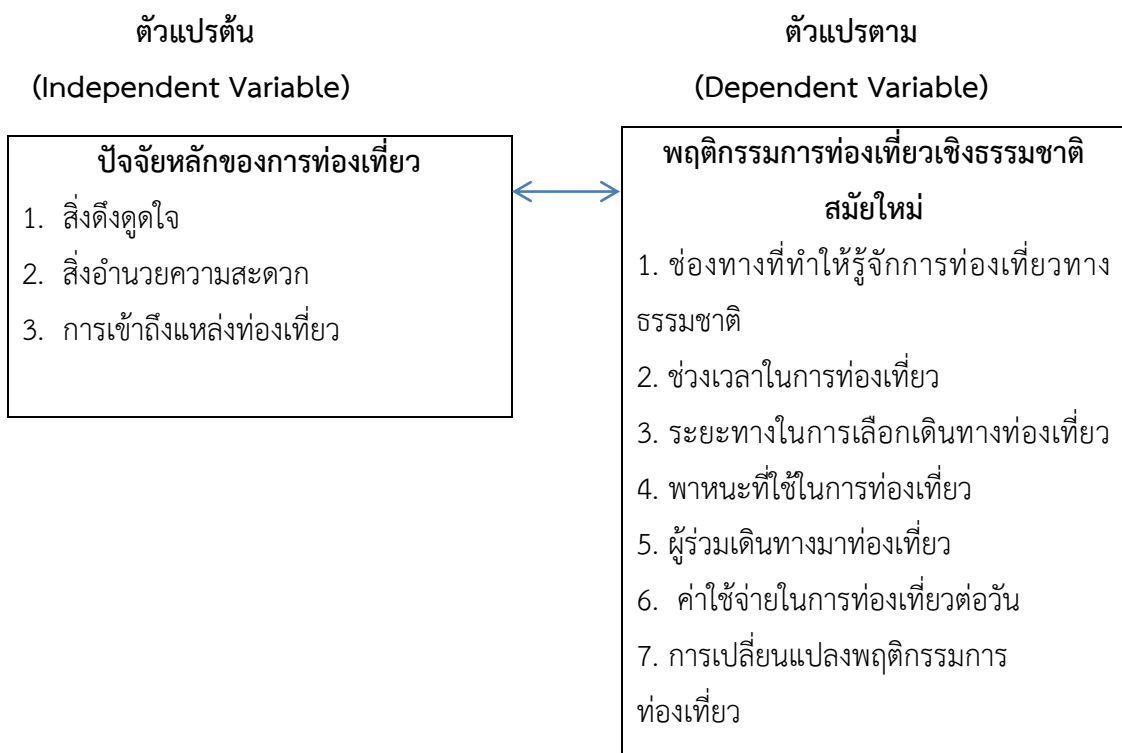 ตัวแปรต้น
(Independent Variable)
ปัจจัยหลักของการท่องเที่ยว
1. สิ่งดึงดูดใจ
2. สิ่งอำนวยความสะดวก
3. การเข้าถึงแหล่งท่องเที่ยว
ตัวแปรตาม
(Dependent Variable)
พฤติกรรมการท่องเที่ยวเชิงธรรมชาติ
สมัยใหม่
1. ช่องทางที่ทำให้รู้จักการท่องเที่ยวทาง
ธรรมชาติ
2. ช่วงเวลาในการท่องเที่ยว
3. ระยะทางในการเลือกเดินทางท่องเที่ยว
4. พาหนะที่ใช้ในการท่องเที่ยว
5. ผู้ร่วมเดินทางมาท่องเที่ยว
6. ค่าใช้จ่ายในการท่องเที่ยวต่อวัน
7. การเปลี่ยนแปลงพฤติกรรมการ
ท่องเที่ยว